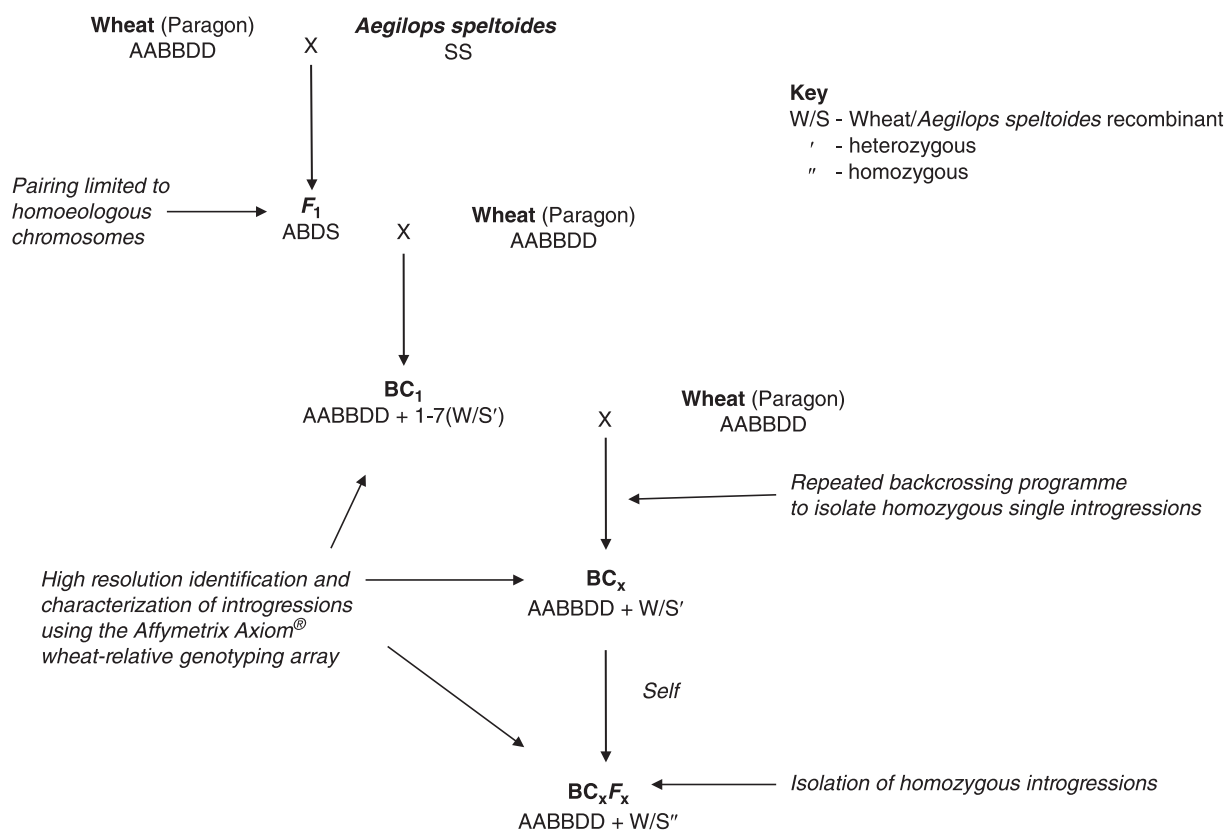 Wheat (Paragon)
AABBDD
X
Aegilops speltoides
SS
Key
W/S - Wheat/Aegilops speltoides recombinant
′ - heterozygous
″ - homozygous
Pairing limited to
homoeologous
chromosomes
F1
ABDS
X
Wheat (Paragon)
AABBDD
BC1
AABBDD + 1-7(W/S′)
X
Wheat (Paragon)
AABBDD
Repeated backcrossing programme
to isolate homozygous single introgressions
High resolution identification and
characterization of introgressions
using the Affymetrix Axiom®
wheat-relative genotyping array
BCx
AABBDD + W/S′
Self
BCxFx
AABBDD + W/S″
Isolation of homozygous introgressions